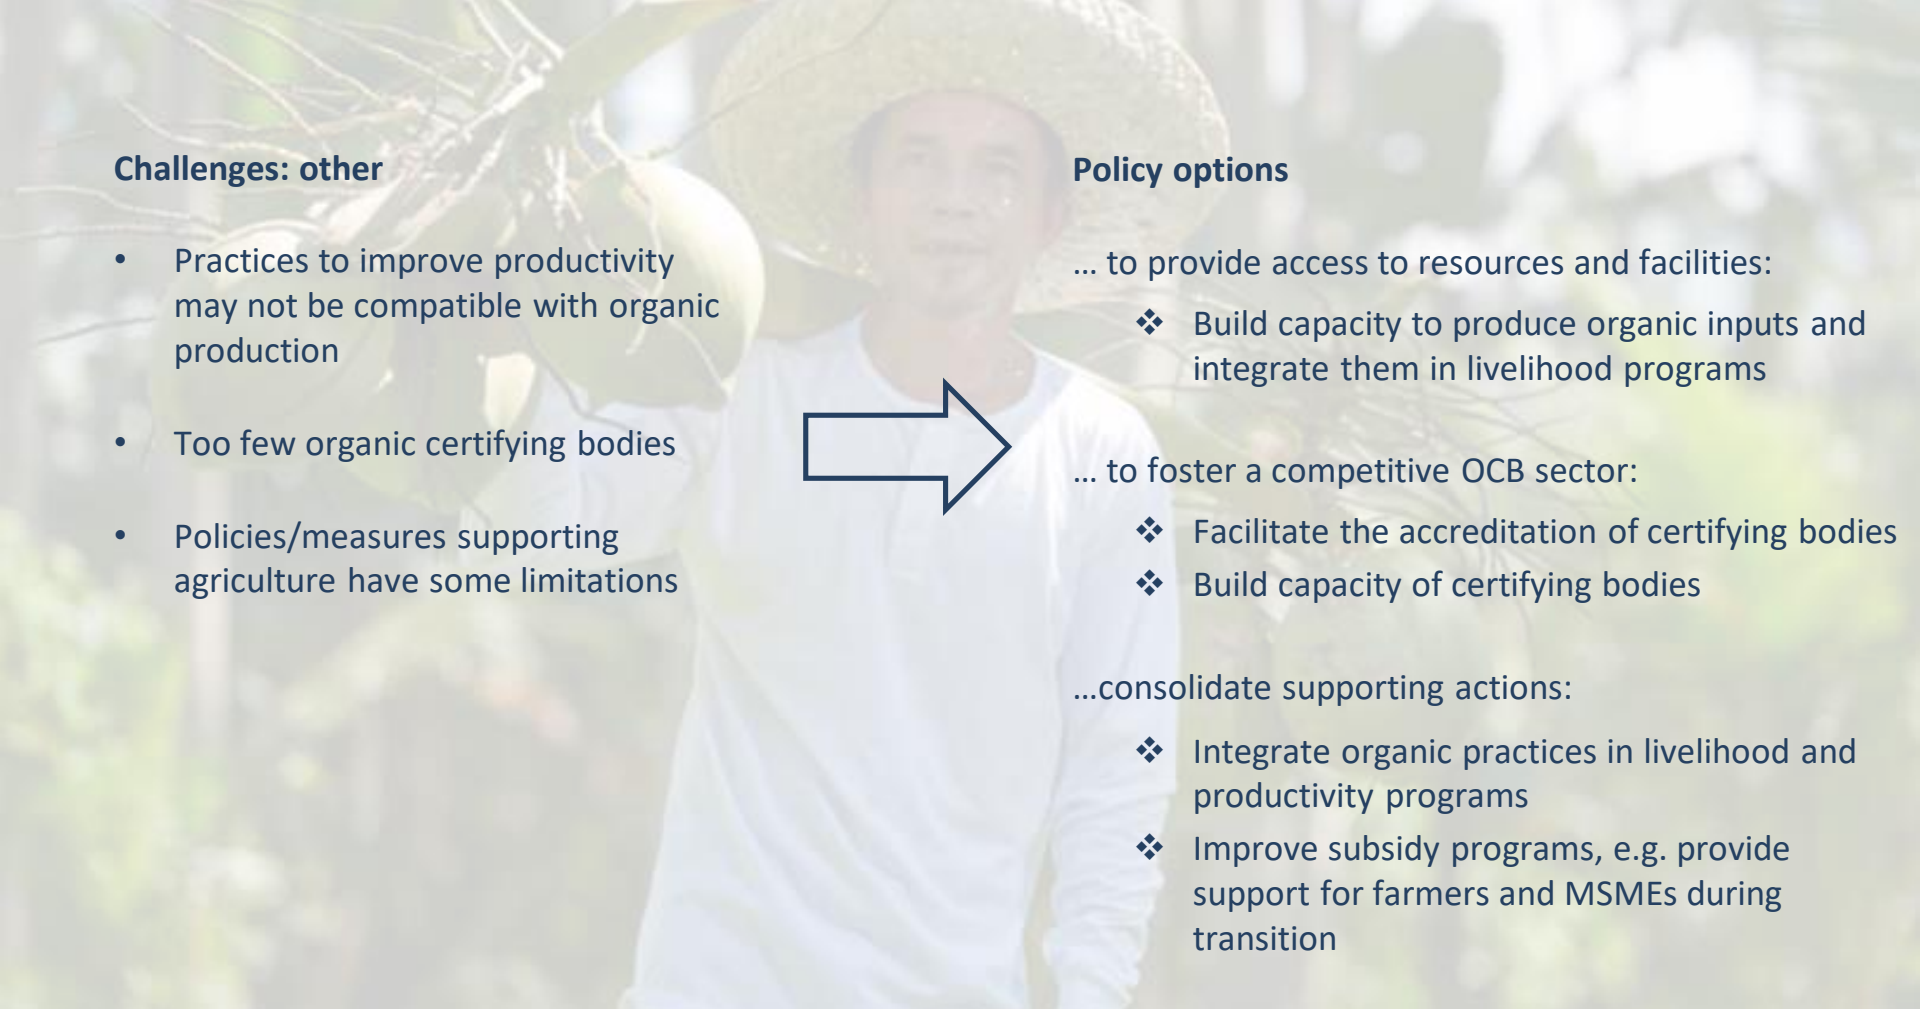 Challenges: other
• Practices to improve productivity
may not be compatible with organic
production
• Too few organic certifying bodies
• Policies/measures supporting
agriculture have some limitations
Policy options
... to provide access to resources and facilities:
❖ Build capacity to produce organic inputs and
integrate them in livelihood programs
... to foster a competitive OCB sector:
❖ Facilitate the accreditation of certifying bodies
❖ Build capacity of certifying bodies
...consolidate supporting actions:
❖ Integrate organic practices in livelihood and
productivity programs
❖ Improve subsidy programs, e.g. provide
support for farmers and MSMEs during
transition